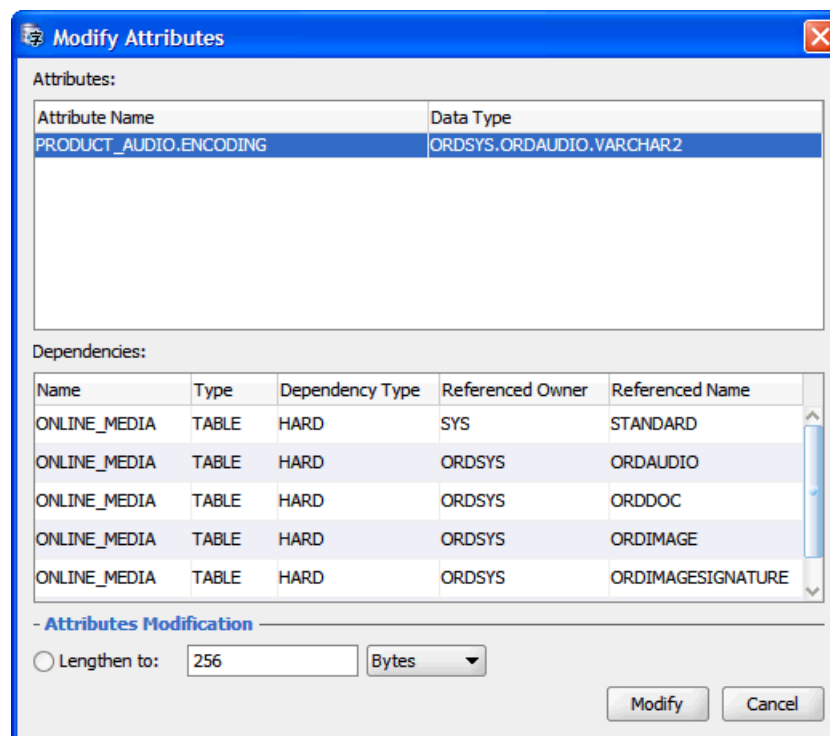 Modify Attributes
Attributes:
Attribute Name Data Type
PRODUCT_AUDIO.ENCODING ORDSYS.ORDAUDIO.VARCHAR2
Dependencies:
Name Type Dependency Type Referenced Owner Referenced Name
ONLINE_MEDIA TABLE HARD SYS STANDARD
ONLINE_MEDIA TABLE HARD ORDSYS ORDAUDIO
ONLINE_MEDIA TABLE HARD ORDSYS ORDDOC
ONLINE_MEDIA TABLE HARD ORDSYS ORDIMAGE
ONLINE_MEDIA TABLE HARD ORDSYS ORDIMAGESIGNATURE
Attributes Modification
Lengthen to: 256 Bytes
Modify Cancel